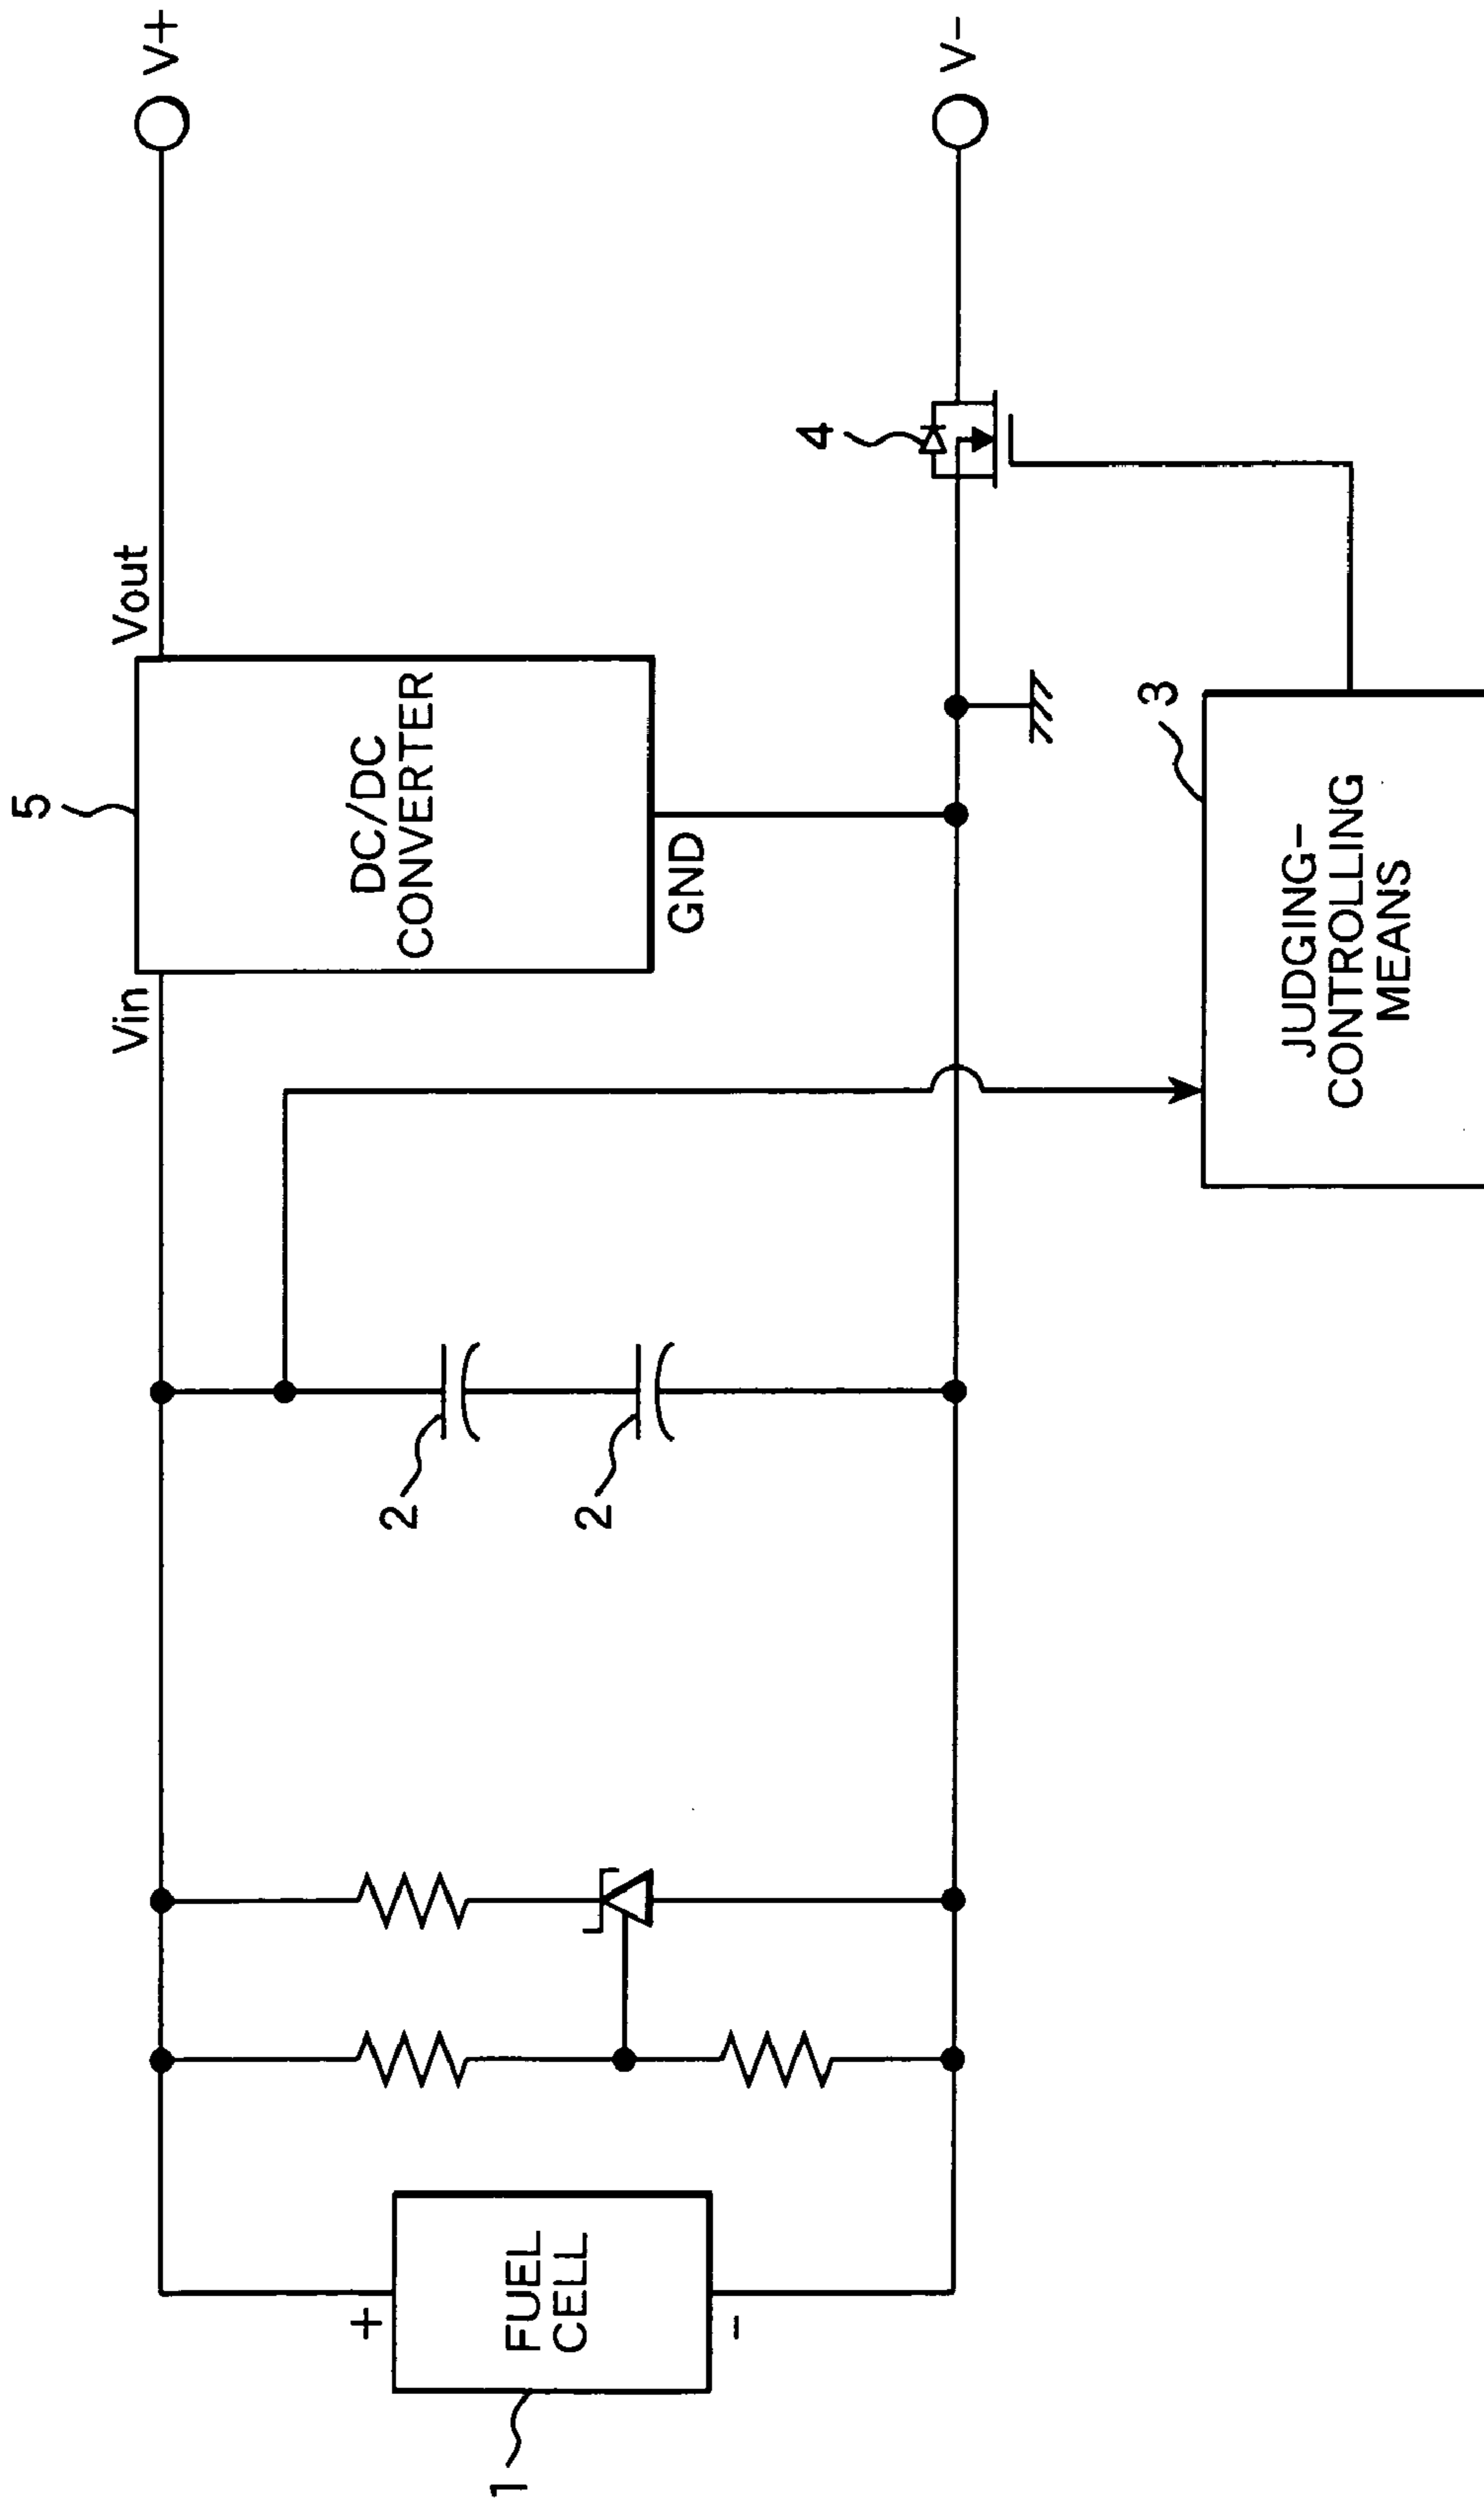 5
Vin
Vout
V+
DC/DC
CONVERTER
GND
1
+
FUEL
CELL
-
2
2
4
V-
3
JUDGING-
CONTROLLING
MEANS